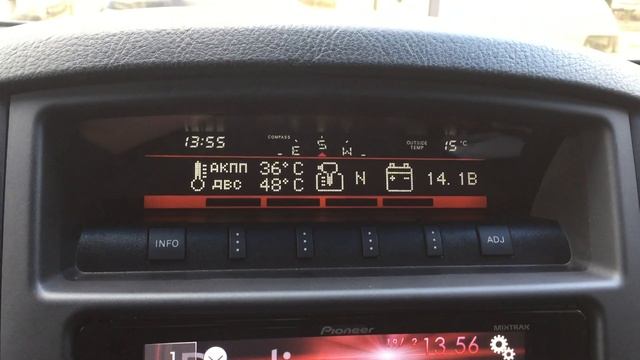 13:55 COMPASS E S W OUTSIDE TEMP 15°C
АКПП 36°C N 14.1В
ДВС 48°C
INFO ADJ
Pioneer MIXTRAX
13:56